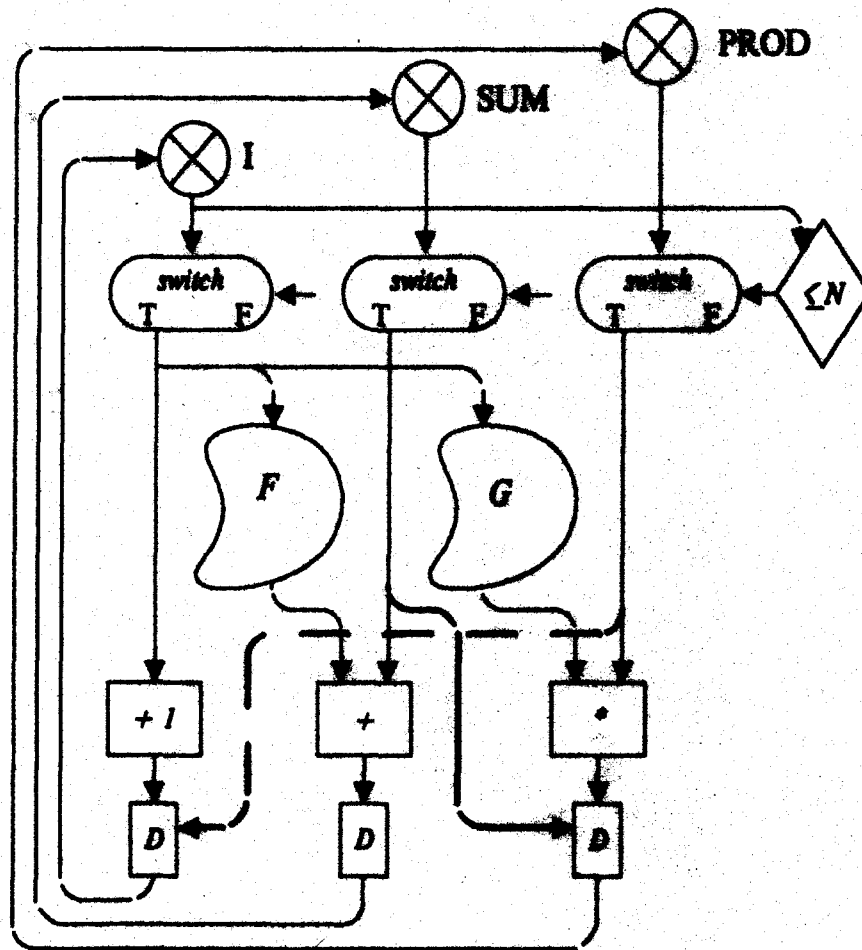 PROD
SUM
I
switch
T F
switch
T F
switch
T F
≤N
F
G
+ 1
+
*
D
D
D